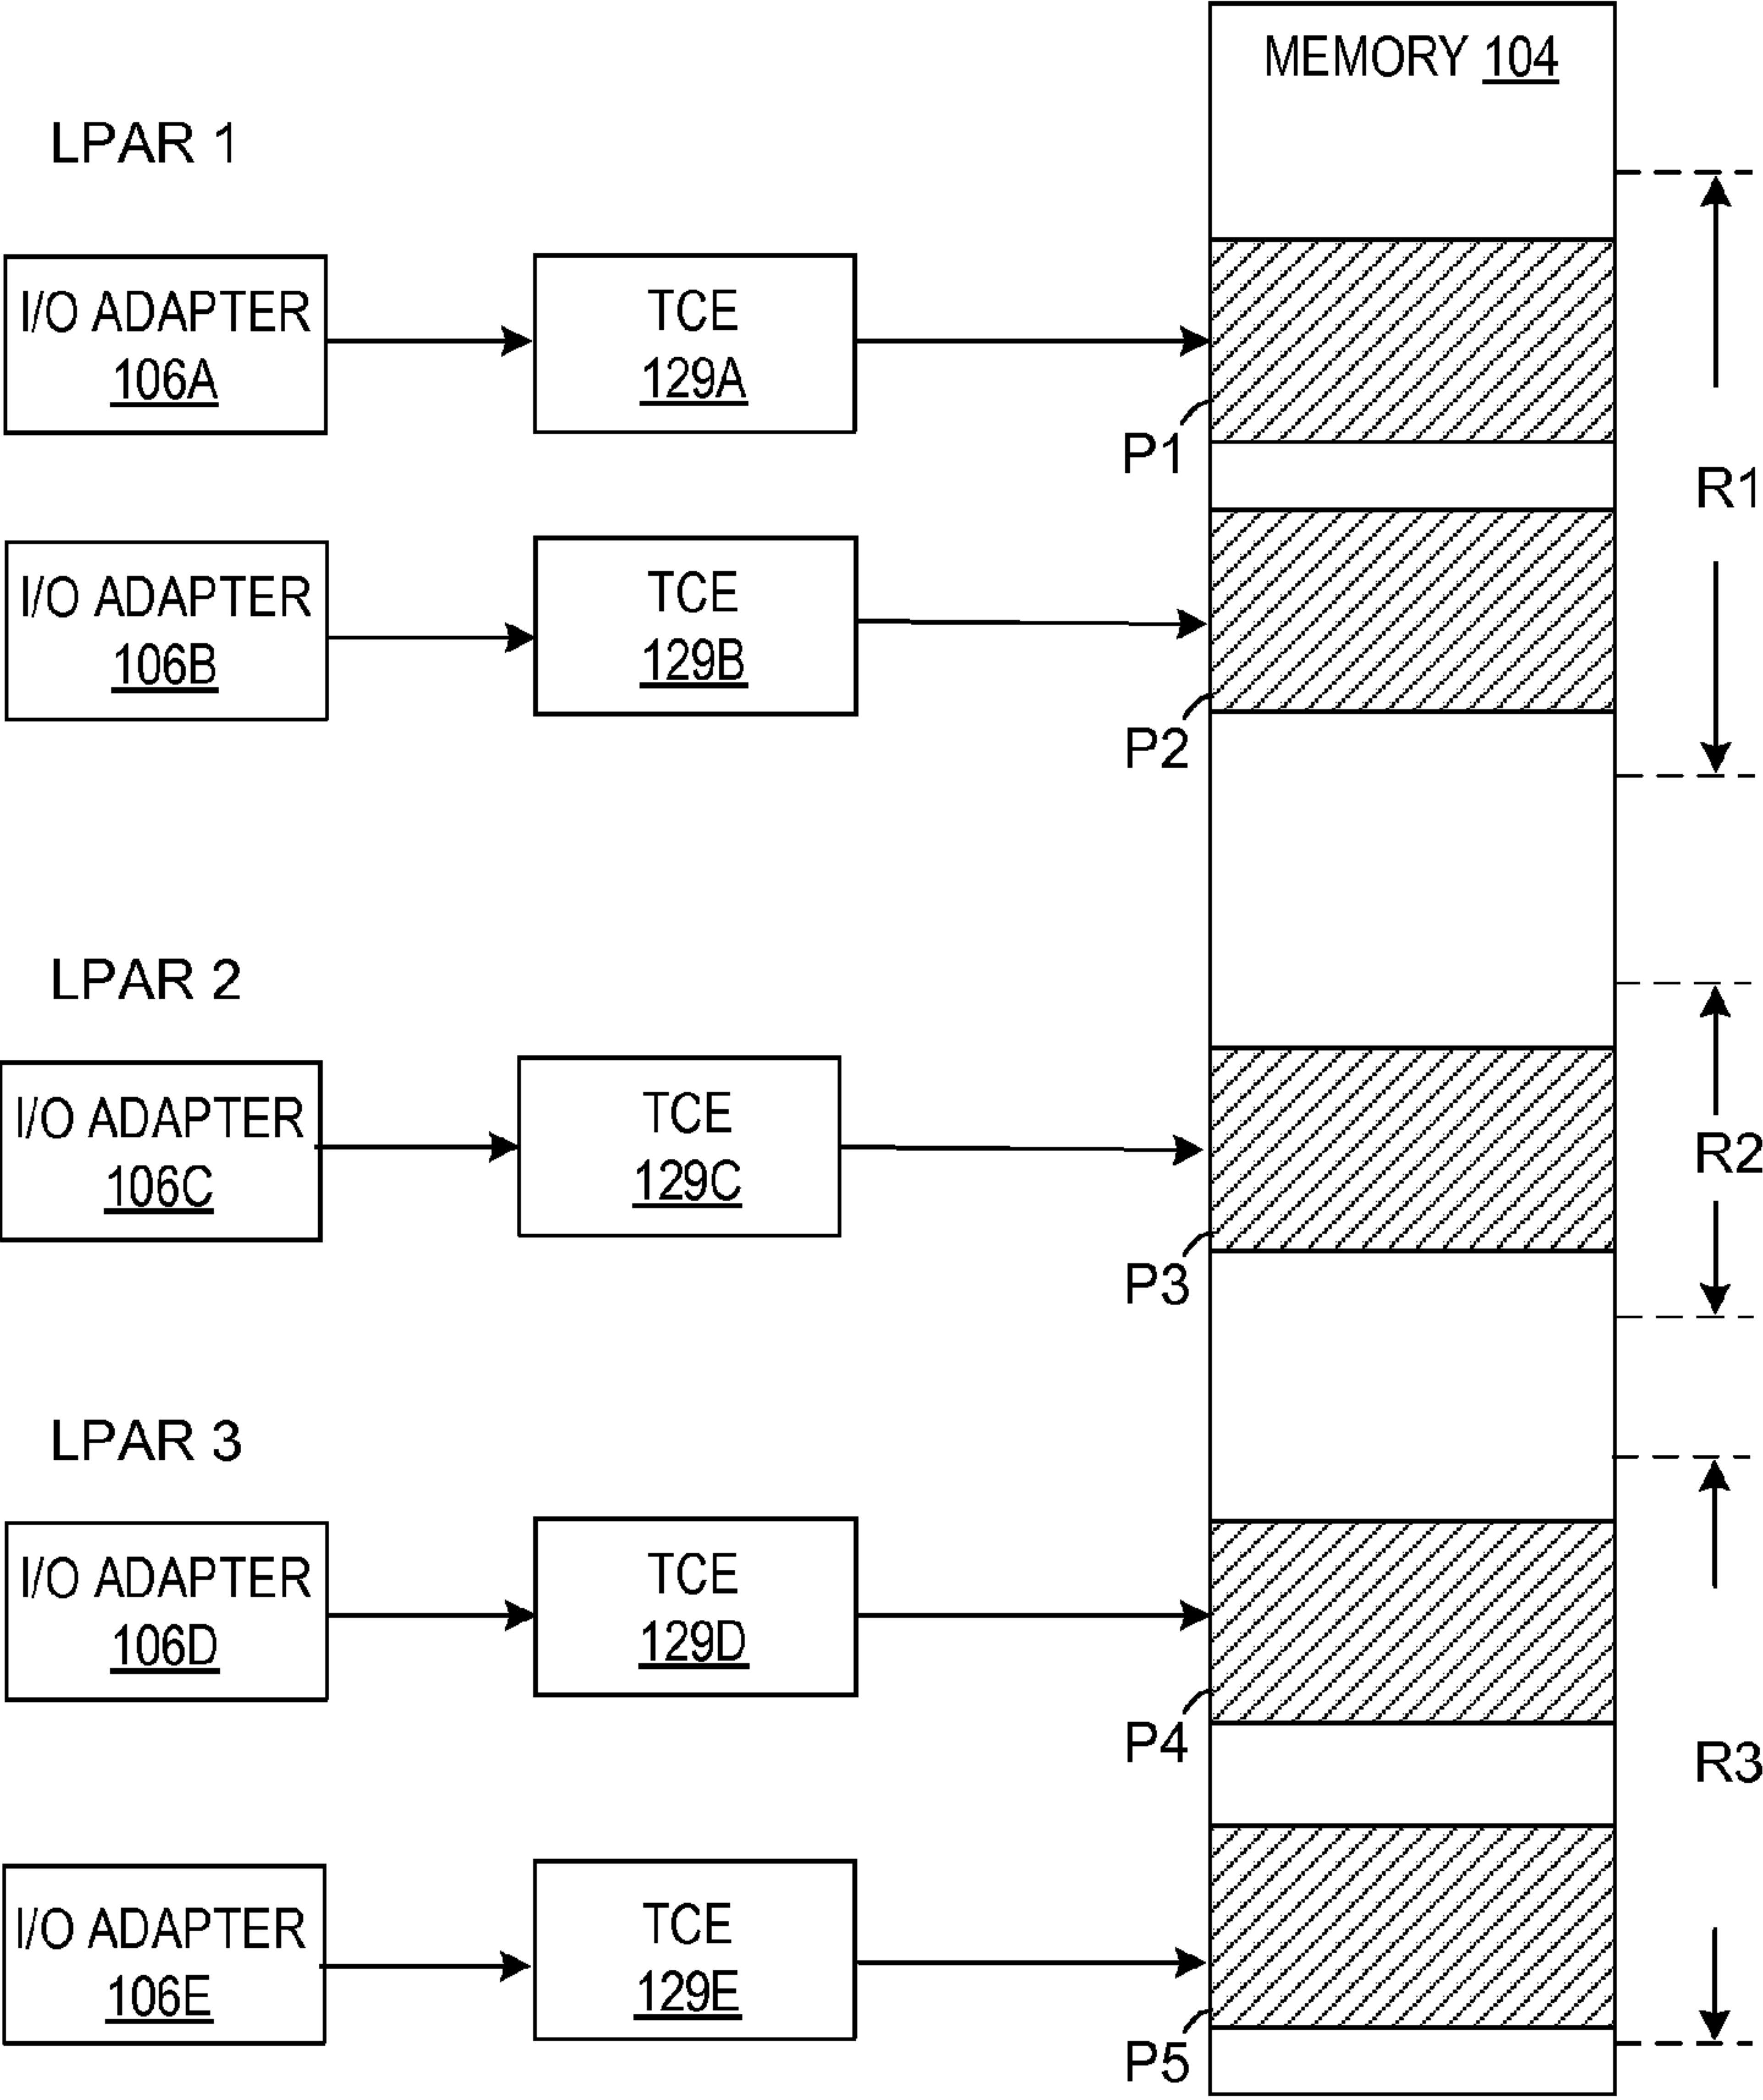 MEMORY 104
LPAR 1
I/O ADAPTER
106A
TCE
129A
P1
R1
I/O ADAPTER
106B
TCE
129B
P2
LPAR 2
I/O ADAPTER
106C
TCE
129C
P3
R2
LPAR 3
I/O ADAPTER
106D
TCE
129D
P4
R3
I/O ADAPTER
106E
TCE
129E
P5